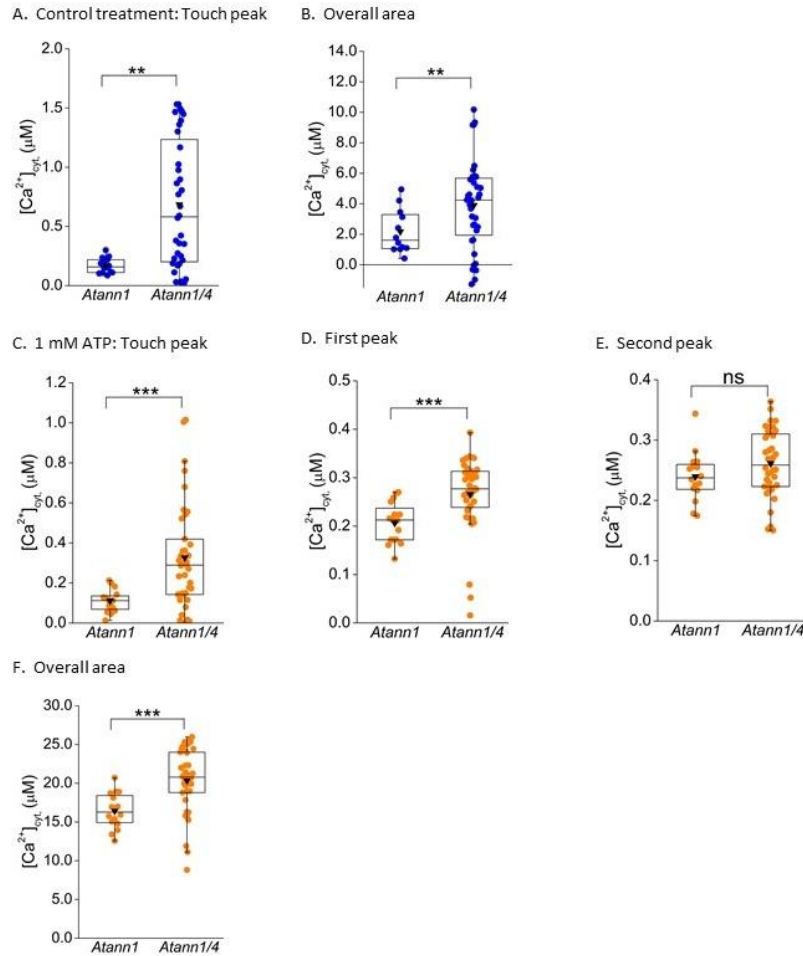 A. Control treatment: Touch peak
B. Overall area
2.0
1.5
1.0
0.5
0.0
[Ca²⁺]cyt. (μM)
**
Atann1
Atann1/4
14.0
12.0
10.0
8.0
6.0
4.0
2.0
0.0
[Ca²⁺]cyt. (μM)
**
Atann1
Atann1/4
C. 1 mM ATP: Touch peak
D. First peak
E. Second peak
1.2
1.0
0.8
0.6
0.4
0.2
0.0
[Ca²⁺]cyt. (μM)
***
Atann1
Atann1/4
0.5
0.4
0.3
0.2
0.1
0.0
[Ca²⁺]cyt. (μM)
***
Atann1
Atann1/4
0.4
0.3
0.2
0.1
0.0
[Ca²⁺]cyt. (μM)
ns
Atann1
Atann1/4
F. Overall area
30.0
25.0
20.0
15.0
10.0
5.0
0.0
[Ca²⁺]cyt. (μM)
***
Atann1
Atann1/4